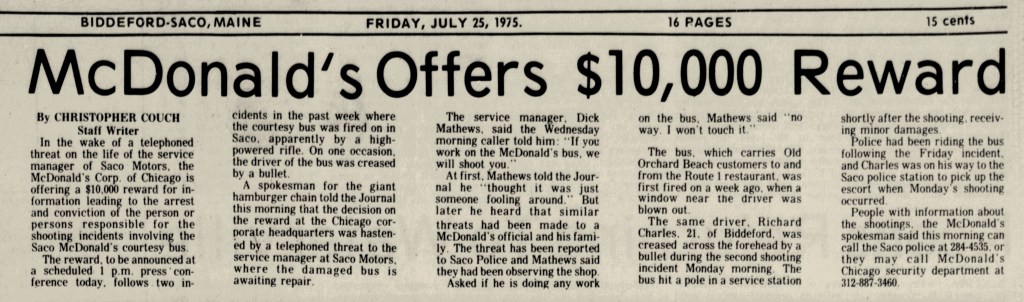 BIDDEFORD-SACO, MAINE FRIDAY, JULY 25, 1975. 16 PAGES 15 cents
McDonald's Offers $10,000 Reward
By CHRISTOPHER COUCH
Staff Writer
In the wake of a telephoned
threat on the life of the service
manager of Saco Motors, the
McDonald's Corp. of Chicago is
offering a $10,000 reward for in-
formation leading to the arrest
and conviction of the person or
persons responsible for the
shooting incidents involving the
Saco McDonald's courtesy bus.
The reward, to be announced at
a scheduled 1 p.m. press con-
ference today, follows two in-
cidents in the past week where
the courtesy bus was fired on in
Saco, apparently by a high-
powered rifle. On one occasion,
the driver of the bus was creased
by a bullet.
A spokesman for the giant
hamburger chain told the Journal
this morning that the decision on
the reward at the Chicago cor-
porate headquarters was hasten-
ed by a telephoned threat to the
service manager at Saco Motors,
where the damaged bus is
awaiting repair.
The service manager, Dick
Mathews, said the Wednesday
morning caller told him: "If you
work on the McDonald's bus, we
will shoot you."
At first, Mathews told the Jour-
nal he "thought it was just
someone fooling around." But
later he heard that similar
threats had been made to a
McDonald's official and his fami-
ly. The threat has been reported
to Saco Police and Mathews said
they had been observing the shop.
Asked if he is doing any work
on the bus, Mathews said "no
way. I won't touch it."
The bus, which carries Old
Orchard Beach customers to and
from the Route 1 restaurant, was
first fired on a week ago, when a
window near the driver was
blown out.
The same driver, Richard
Charles, 21, of Biddeford, was
creased across the forehead by a
bullet during the second shooting
incident Monday morning. The
bus hit a pole in a service station
shortly after the shooting, receiv-
ing minor damages.
Police had been riding the bus
following the Friday incident,
and Charles was on his way to the
Saco police station to pick up the
escort when Monday's shooting
occurred.
People with information about
the shootings, the McDonald's
spokesman said this morning can
call the Saco police at 284-4535, or
they may call McDonald's
Chicago security department at
312-887-3460.